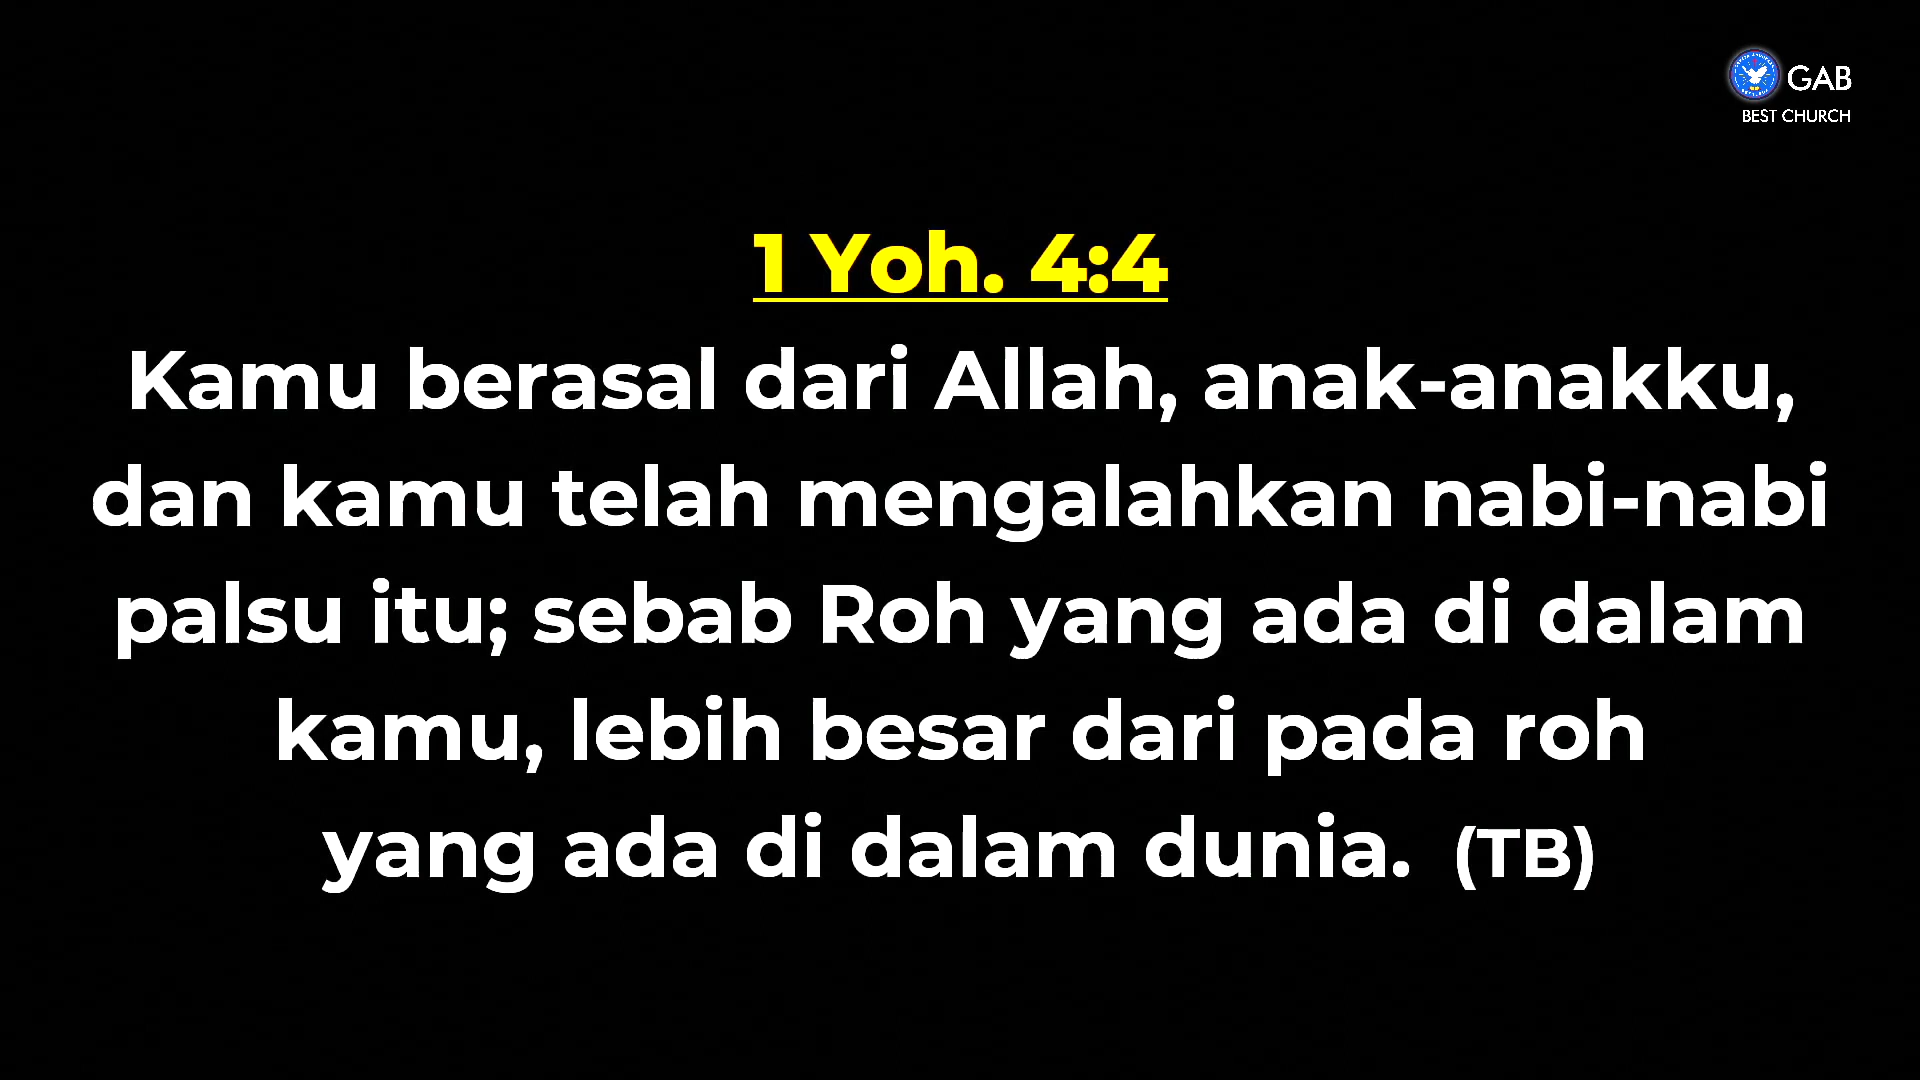 GAB
BEST CHURCH
1 Yoh. 4:4
Kamu berasal dari Allah, anak-anakku,
dan kamu telah mengalahkan nabi-nabi
palsu itu; sebab Roh yang ada di dalam
kamu, lebih besar dari pada roh
yang ada di dalam dunia. (TB)